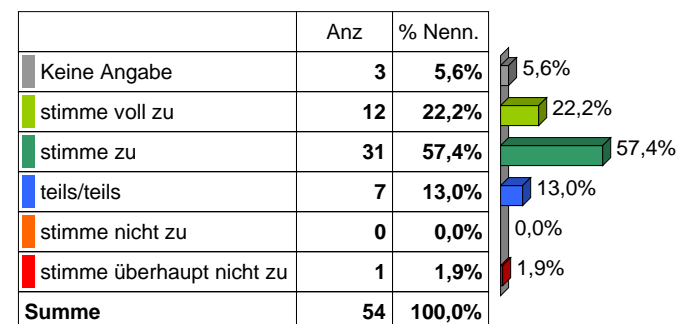 Anz % Nenn.
Keine Angabe 3 5,6% 5,6%
stimme voll zu 12 22,2% 22,2%
stimme zu 31 57,4% 57,4%
teils/teils 7 13,0% 13,0%
stimme nicht zu 0 0,0% 0,0%
stimme überhaupt nicht zu 1 1,9% 1,9%
Summe 54 100,0%